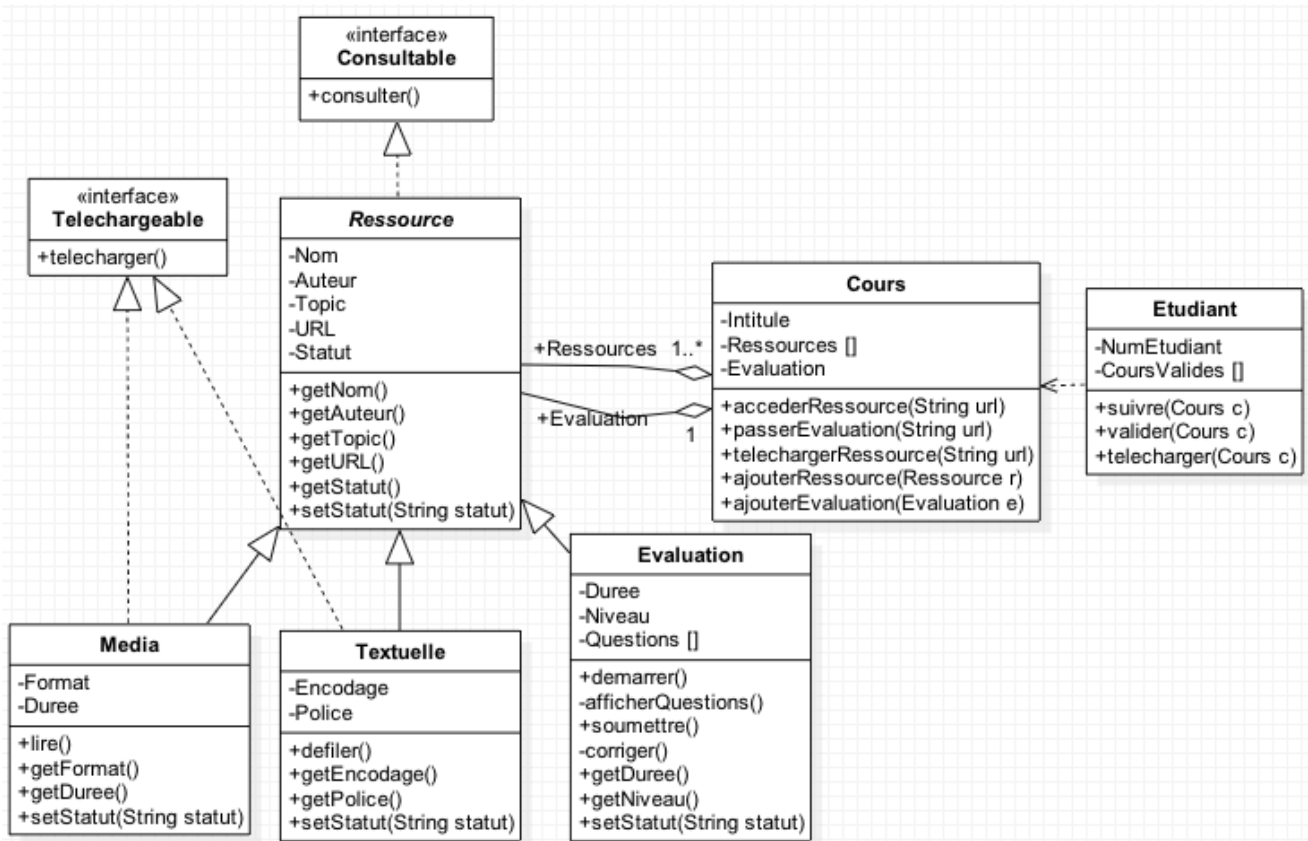 «interface»
Consultable
+consulter()
«interface»
Telechargeable
+telecharger()
Ressource
-Nom
-Auteur
-Topic
-URL
-Statut
+getNom()
+getAuteur()
+getTopic()
+getURL()
+getStatut()
+setStatut(String statut)
+Ressources 1..*
+Evaluation
1
Cours
-Intitule
-Ressources []
-Evaluation
+accederRessource(String url)
+passerEvaluation(String url)
+telechargerRessource(String url)
+ajouterRessource(Ressource r)
+ajouterEvaluation(Evaluation e)
Etudiant
-NumEtudiant
-CoursValides []
+suivre(Cours c)
+valider(Cours c)
+telecharger(Cours c)
Media
-Format
-Duree
+lire()
+getFormat()
+getDuree()
+setStatut(String statut)
Textuelle
-Encodage
-Police
+defiler()
+getEncodage()
+getPolice()
+setStatut(String statut)
Evaluation
-Duree
-Niveau
-Questions []
+demarrer()
-afficherQuestions()
+soumettre()
-corriger()
+getDuree()
+getNiveau()
+setStatut(String statut)